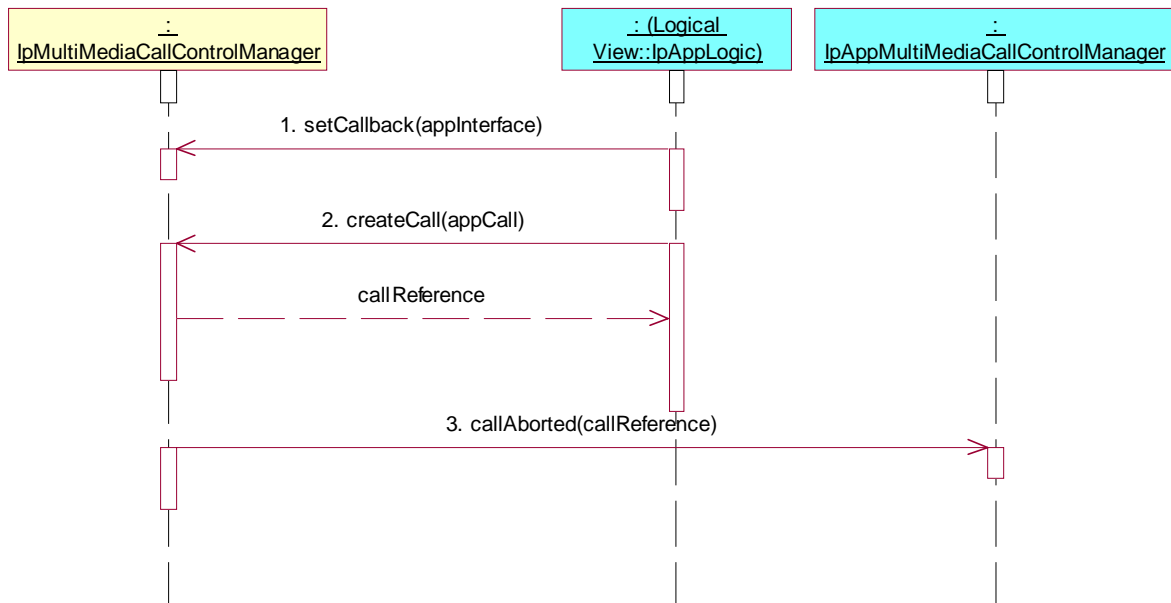 :
IpMultiMediaCallControlManager
: (Logical
View::IpAppLogic)
:
IpAppMultiMediaCallControlManager
1. setCallback(appInterface)
2. createCall(appCall)
callReference
3. callAborted(callReference)